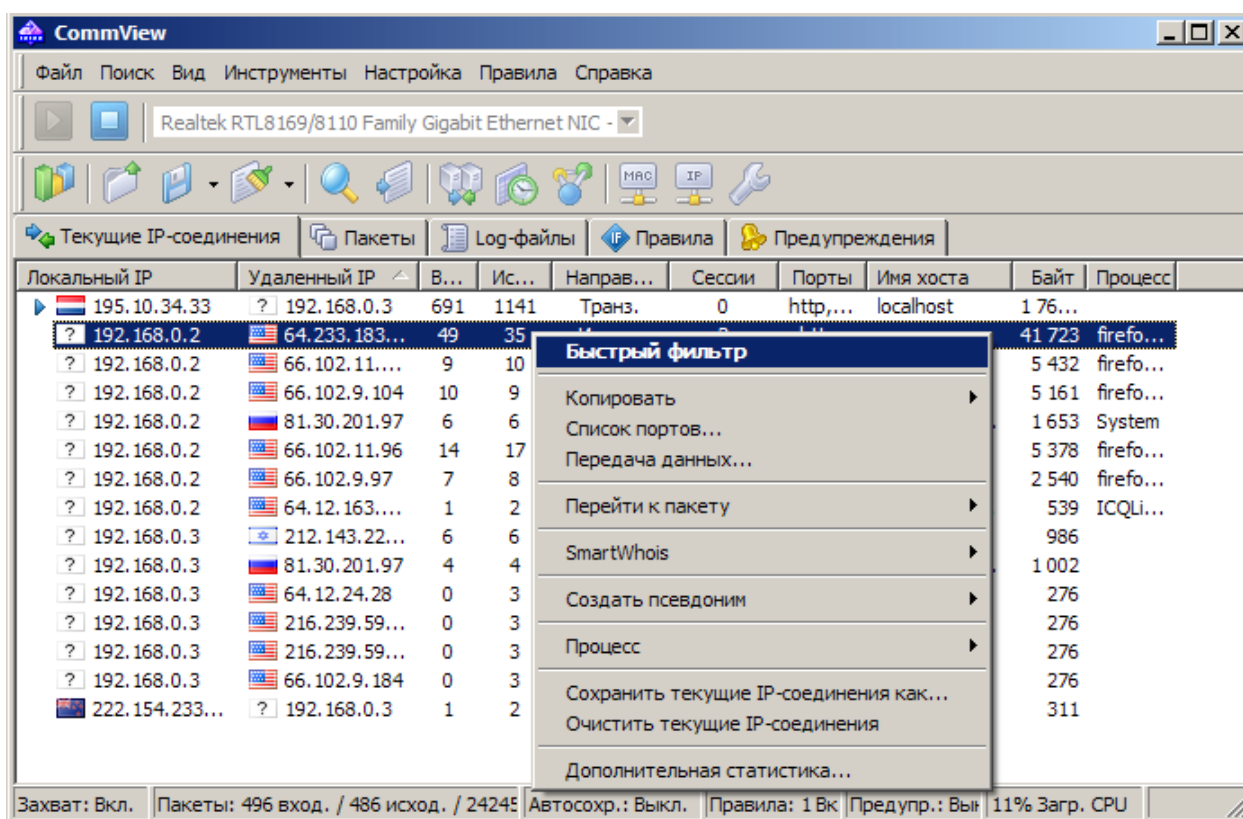 CommView
Файл Поиск Вид Инструменты Настройка Правила Справка
Realtek RTL8169/8110 Family Gigabit Ethernet NIC -
MAC IP
Текущие IP-соединения Пакеты Log-файлы IF Правила Предупреждения
Локальный IP Удаленный IP В... Ис... Направ... Сессии Порты Имя хоста Байт Процесс
195.10.34.33 ? 192.168.0.3 691 1141 Транз. 0 http,... localhost 1 76...
? 192.168.0.2 64.233.183... 49 35 41 723 firefo...
? 192.168.0.2 66.102.11.... 9 10 5 432 firefo...
? 192.168.0.2 66.102.9.104 10 9 5 161 firefo...
? 192.168.0.2 81.30.201.97 6 6 1 653 System
? 192.168.0.2 66.102.11.96 14 17 5 378 firefo...
? 192.168.0.2 66.102.9.97 7 8 2 540 firefo...
? 192.168.0.2 64.12.163.... 1 2 539 ICQLi...
? 192.168.0.3 212.143.22... 6 6 986
? 192.168.0.3 81.30.201.97 4 4 1 002
? 192.168.0.3 64.12.24.28 0 3 276
? 192.168.0.3 216.239.59... 0 3 276
? 192.168.0.3 216.239.59... 0 3 276
? 192.168.0.3 66.102.9.184 0 3 276
222.154.233... ? 192.168.0.3 1 2 311
Быстрый фильтр
Копировать
Список портов...
Передача данных...
Перейти к пакету
SmartWhois
Создать псевдоним
Процесс
Сохранить текущие IP-соединения как...
Очистить текущие IP-соединения
Дополнительная статистика...
Захват: Вкл. Пакеты: 496 вход. / 486 исход. / 24245 Автосохр.: Выкл. Правила: 1 Вк Предупр.: Вык 11% Загр. CPU